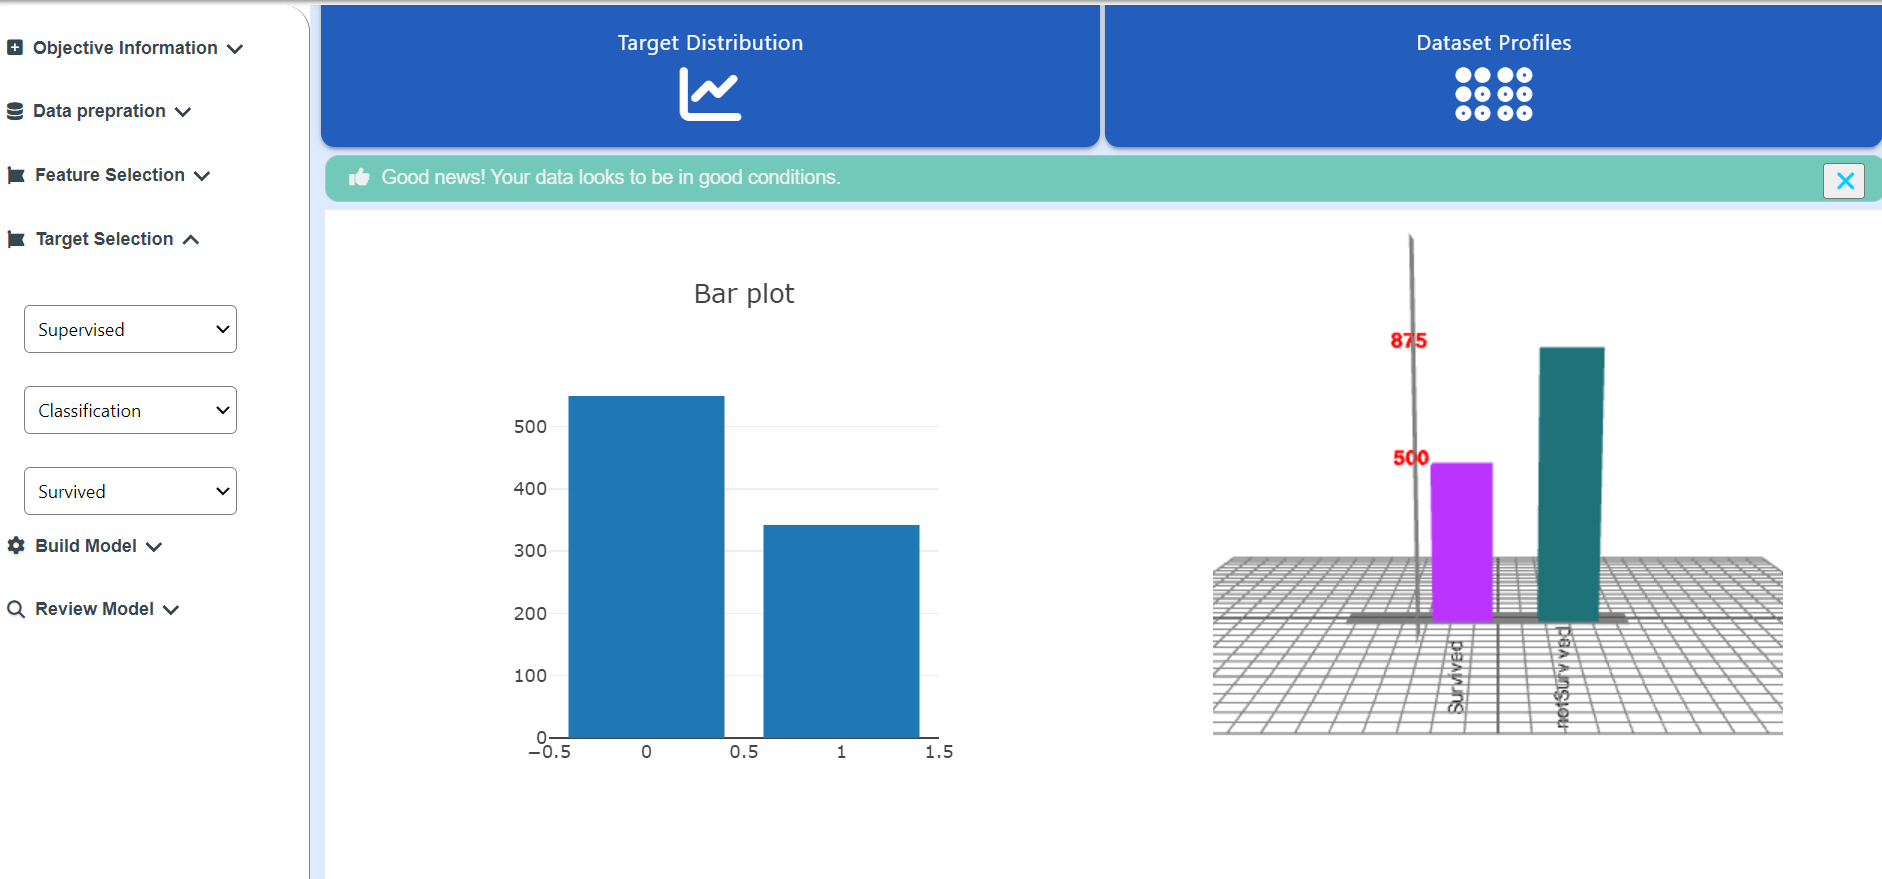 Objective Information
Data prepration
Feature Selection
Target Selection
Supervised
Classification
Survived
Build Model
Review Model
Target Distribution
Dataset Profiles
Good news! Your data looks to be in good conditions.
Bar plot
500
400
300
200
100
0
−0.5
0
0.5
1
1.5
875
500
Survived
notSurvived